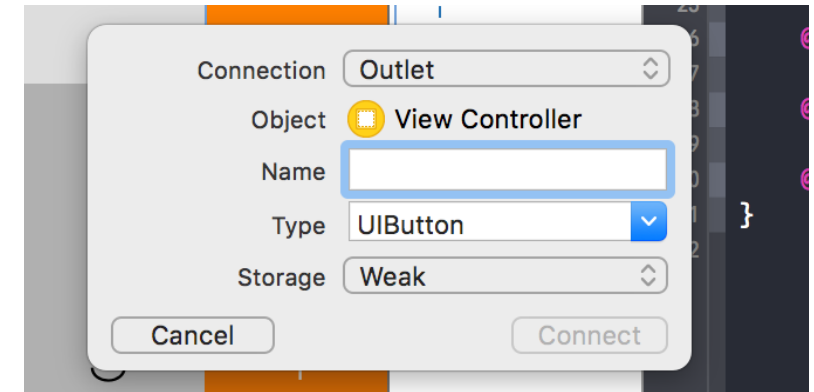 Connection Outlet
Object View Controller
Name
Type UIButton
Storage Weak
Cancel Connect
}